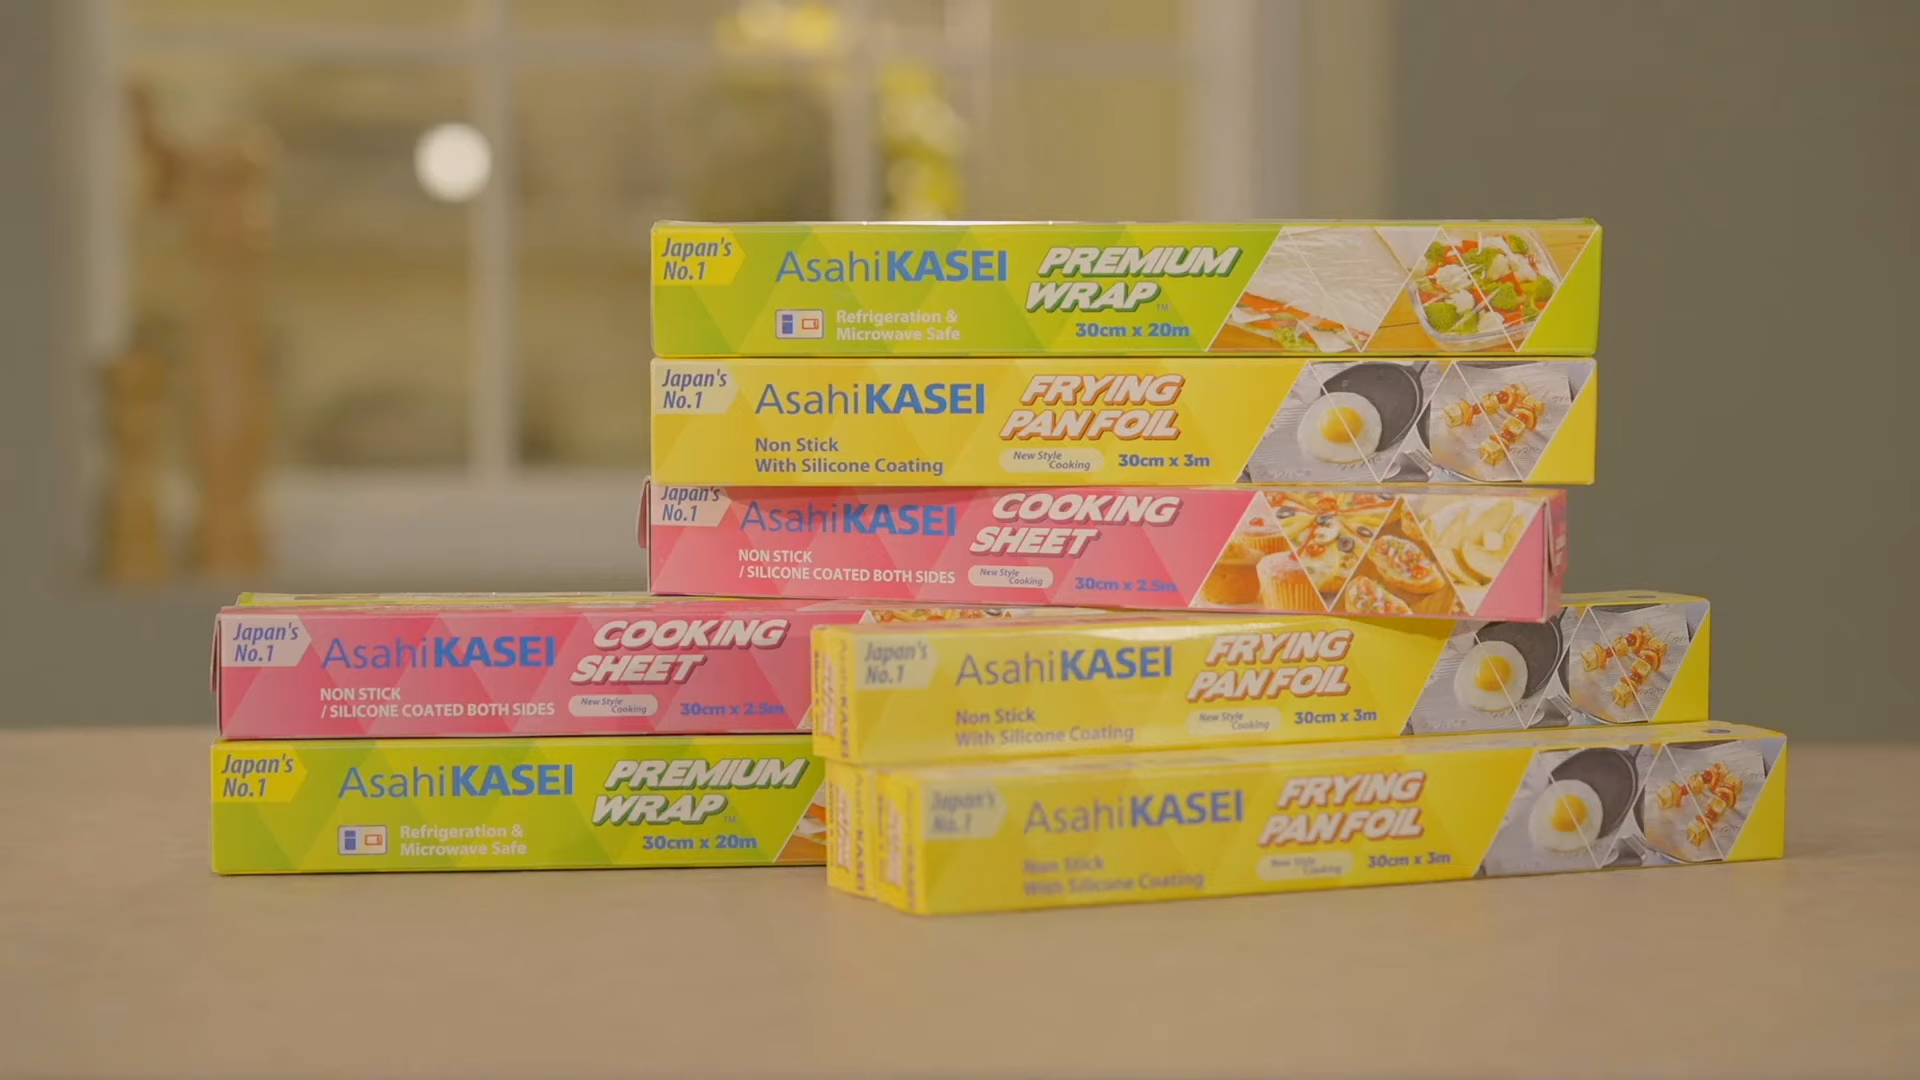 Japan's
No.1
AsahiKASEI
PREMIUM
WRAP™
Refrigeration &
Microwave Safe
30cm x 20m
Japan's
No.1
AsahiKASEI
FRYING
PAN FOIL
Non Stick
With Silicone Coating
New Style
Cooking
30cm x 3m
Japan's
No.1
AsahiKASEI
COOKING
SHEET
NON STICK
/ SILICONE COATED BOTH SIDES
New Style
Cooking
30cm x 2.5m
Japan's
No.1
AsahiKASEI
COOKING
SHEET
NON STICK
/ SILICONE COATED BOTH SIDES
New Style
Cooking
30cm x 2.5m
Japan's
No.1
AsahiKASEI
FRYING
PAN FOIL
Non Stick
With Silicone Coating
New Style
Cooking
30cm x 3m
Japan's
No.1
AsahiKASEI
PREMIUM
WRAP™
Refrigeration &
Microwave Safe
30cm x 20m
Japan's
No.1
AsahiKASEI
FRYING
PAN FOIL
Non Stick
With Silicone Coating
New Style
Cooking
30cm x 3m